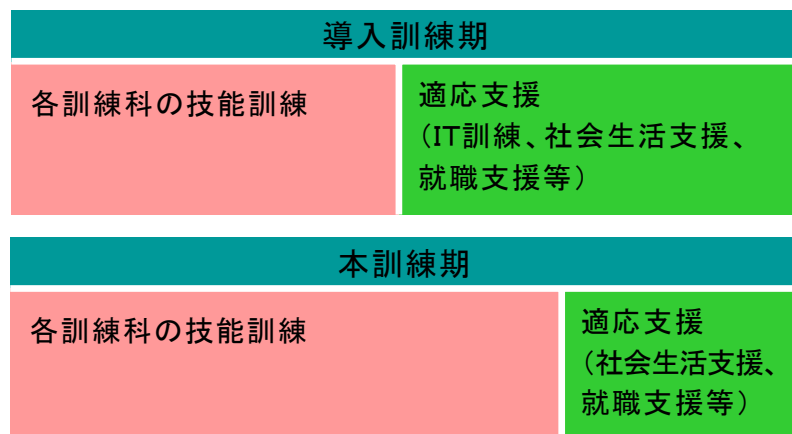 導入訓練期
各訓練科の技能訓練
適応支援
（IT訓練、社会生活支援、
就職支援等）
本訓練期
各訓練科の技能訓練
適応支援
（社会生活支援、
就職支援等）